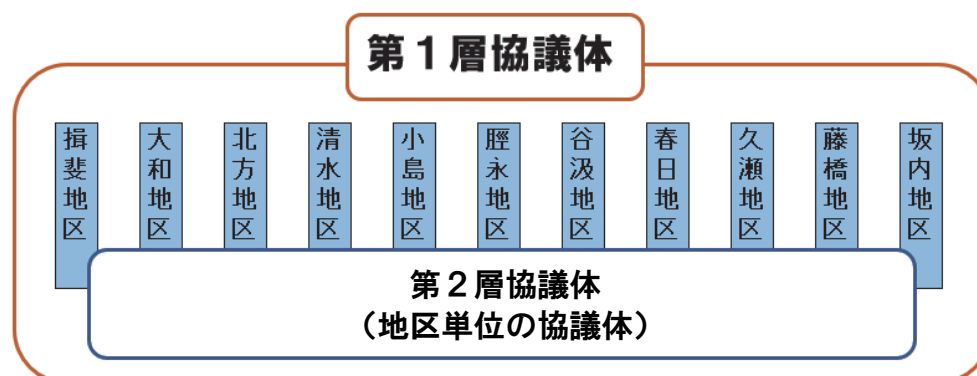 第１層協議体
揖斐地区
大和地区
北方地区
清水地区
小島地区
脛永地区
谷汲地区
春日地区
久瀬地区
藤橋地区
坂内地区
第２層協議体
（地区単位の協議体）